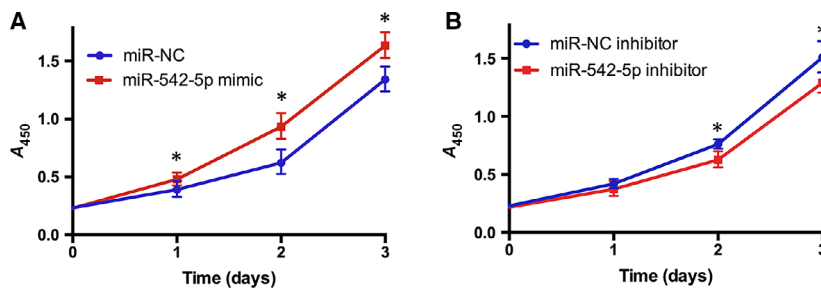 A
miR-NC
miR-542-5p mimic
*
*
*
1.5
1.0
0.5
0.0
A450
0
1
2
3
Time (days)
B
miR-NC inhibitor
miR-542-5p inhibitor
*
*
1.5
1.0
0.5
0.0
A450
0
1
2
3
Time (days)